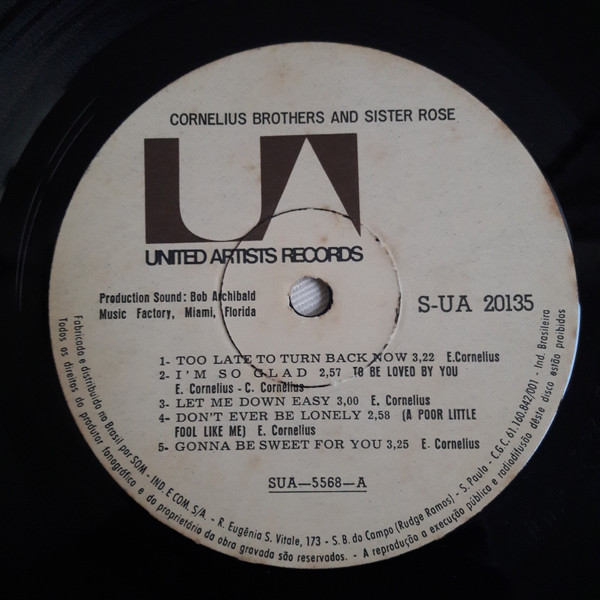 CORNELIUS BROTHERS AND SISTER ROSE
UA
UNITED ARTISTS RECORDS
Production Sound: Bob Archibald
Music Factory, Miami, Florida
S-UA 20135
1- TOO LATE TO TURN BACK NOW 3,22 E.Cornelius
2- I'M SO GLAD 2,57 TO BE LOVED BY YOU
E. Cornelius - C. Cornelius
3- LET ME DOWN EASY 3,00 E. Cornelius
4- DON'T EVER BE LONELY 2,58 (A POOR LITTLE
FOOL LIKE ME) E. Cornelius
5- GONNA BE SWEET FOR YOU 3,25 E. Cornelius
SUA—5568—A
Fabricado e distribuido no Brasil por SOM - IND. E COM. S/A. - R. Eugênia S. Vitale, 173 - S. B. do Campo (Rudge Ramos) - S. Paulo - C.G.C. 61.160.842/001 - Ind. Brasileira
Todos os direitos do produtor fonográfico e do proprietário da obra gravada são reservados. - A reprodução a execução pública e radiodifusão dêste disco estão proibidos